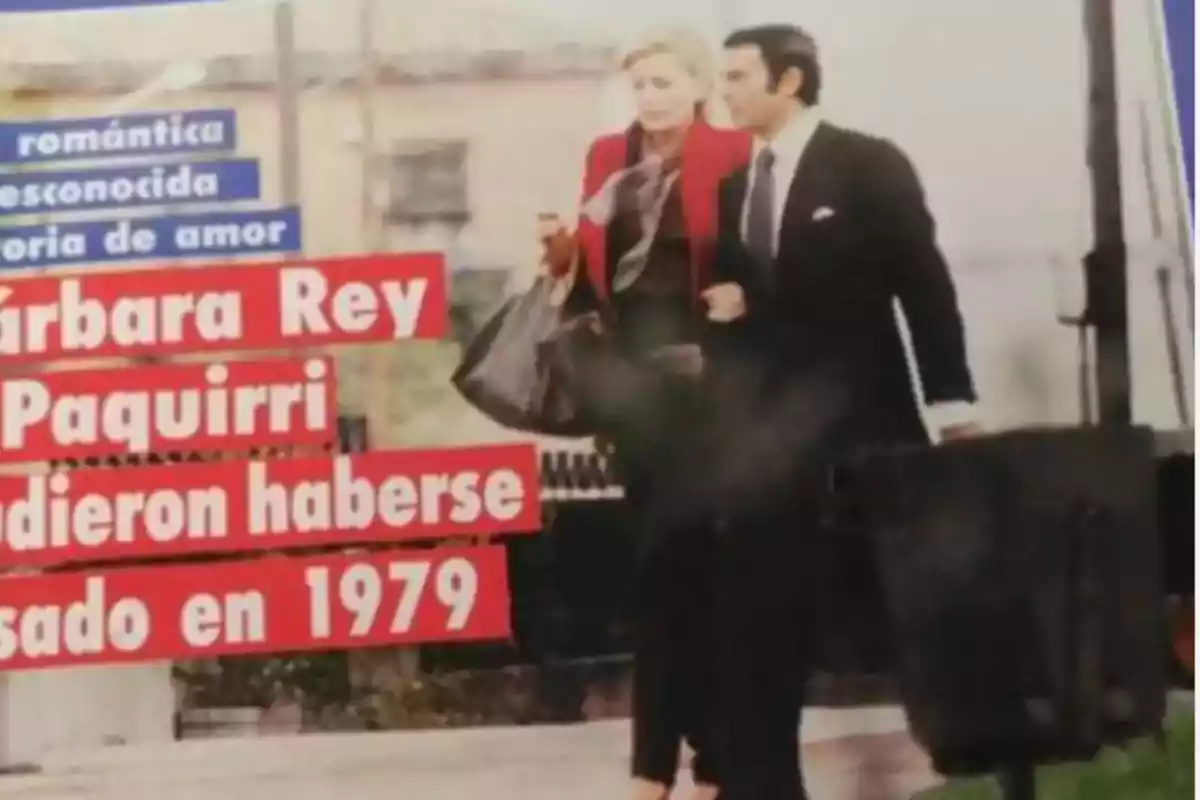 romántica
esconocida
oria de amor
árbara Rey
Paquirri
udieron haberse
sado en 1979